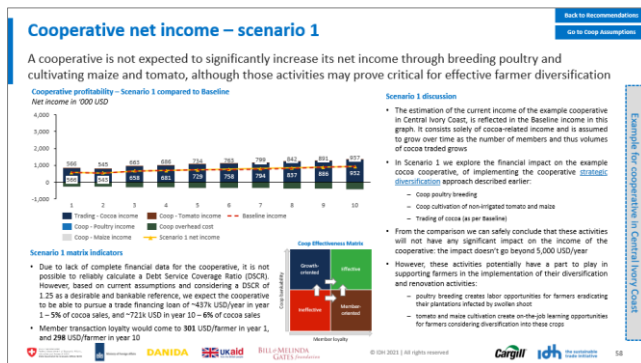 Back to Recommendations
Go to Coop Assumptions
Cooperative net income – scenario 1
A cooperative is not expected to significantly increase its net income through breeding poultry and
cultivating maize and tomato, although those activities may prove critical for effective farmer diversification
Cooperative profitability – Scenario 1 compared to Baseline
Net income in '000 USD
4,000
3,000
2,000
1,000
0
-1,000
566 545 663 686 734 763 799 842 891 957
566 545 658 681 729 758 794 837 886 952
1 2 3 4 5 6 7 8 9 10
Trading - Cocoa income
Coop - Tomato income
Baseline income
Coop - Poultry income
Coop overhead cost
Coop - Maize income
Scenario 1 net income
Scenario 1 matrix indicators
• Due to lack of complete financial data for the cooperative, it is not
possible to reliably calculate a Debt Service Coverage Ratio (DSCR).
However, based on current assumptions and considering a DSCR of
1.25 as a desirable and bankable reference, we expect the cooperative
to be able to pursue a trading financing loan of ~437k USD/year in year
1 – 5% of cocoa sales, and ~721k USD in year 10 – 6% of cocoa sales
• Member transaction loyalty would come to 301 USD/farmer in year 1,
and 298 USD/farmer in year 10
Coop Effectiveness Matrix
Coop bankability
Growth-
oriented
Effective
Ineffective
Member-
oriented
Member loyalty
Scenario 1 discussion
• The estimation of the current income of the example cooperative
in Central Ivory Coast, is reflected in the Baseline income in this
graph. It consists solely of cocoa-related income and is assumed
to grow over time as the number of members and thus volumes
of cocoa traded grows
• In Scenario 1 we explore the financial impact on the example
cocoa cooperative, of implementing the cooperative strategic
diversification approach described earlier:
– Coop poultry breeding
– Coop cultivation of non-irrigated tomato and maize
– Trading of cocoa (as per Baseline)
• From the comparison we can safely conclude that these activities
will not have any significant impact on the income of the
cooperative: the impact doesn't go beyond 5,000 USD/year
• However, these activities potentially have a part to play in
supporting farmers in the implementation of their diversification
and renovation activities:
– poultry breeding creates labor opportunities for farmers eradicating
their plantations infected by swollen shoot
– tomato and maize cultivation create on-the-job learning opportunities
for farmers considering diversification into these crops
Example for cooperative in Central Ivory Coast
DANIDA
UKaid
BILL & MELINDA
GATES foundation
© IDH 2021 | All rights reserved
Cargill
idh
the sustainable
trade initiative
58